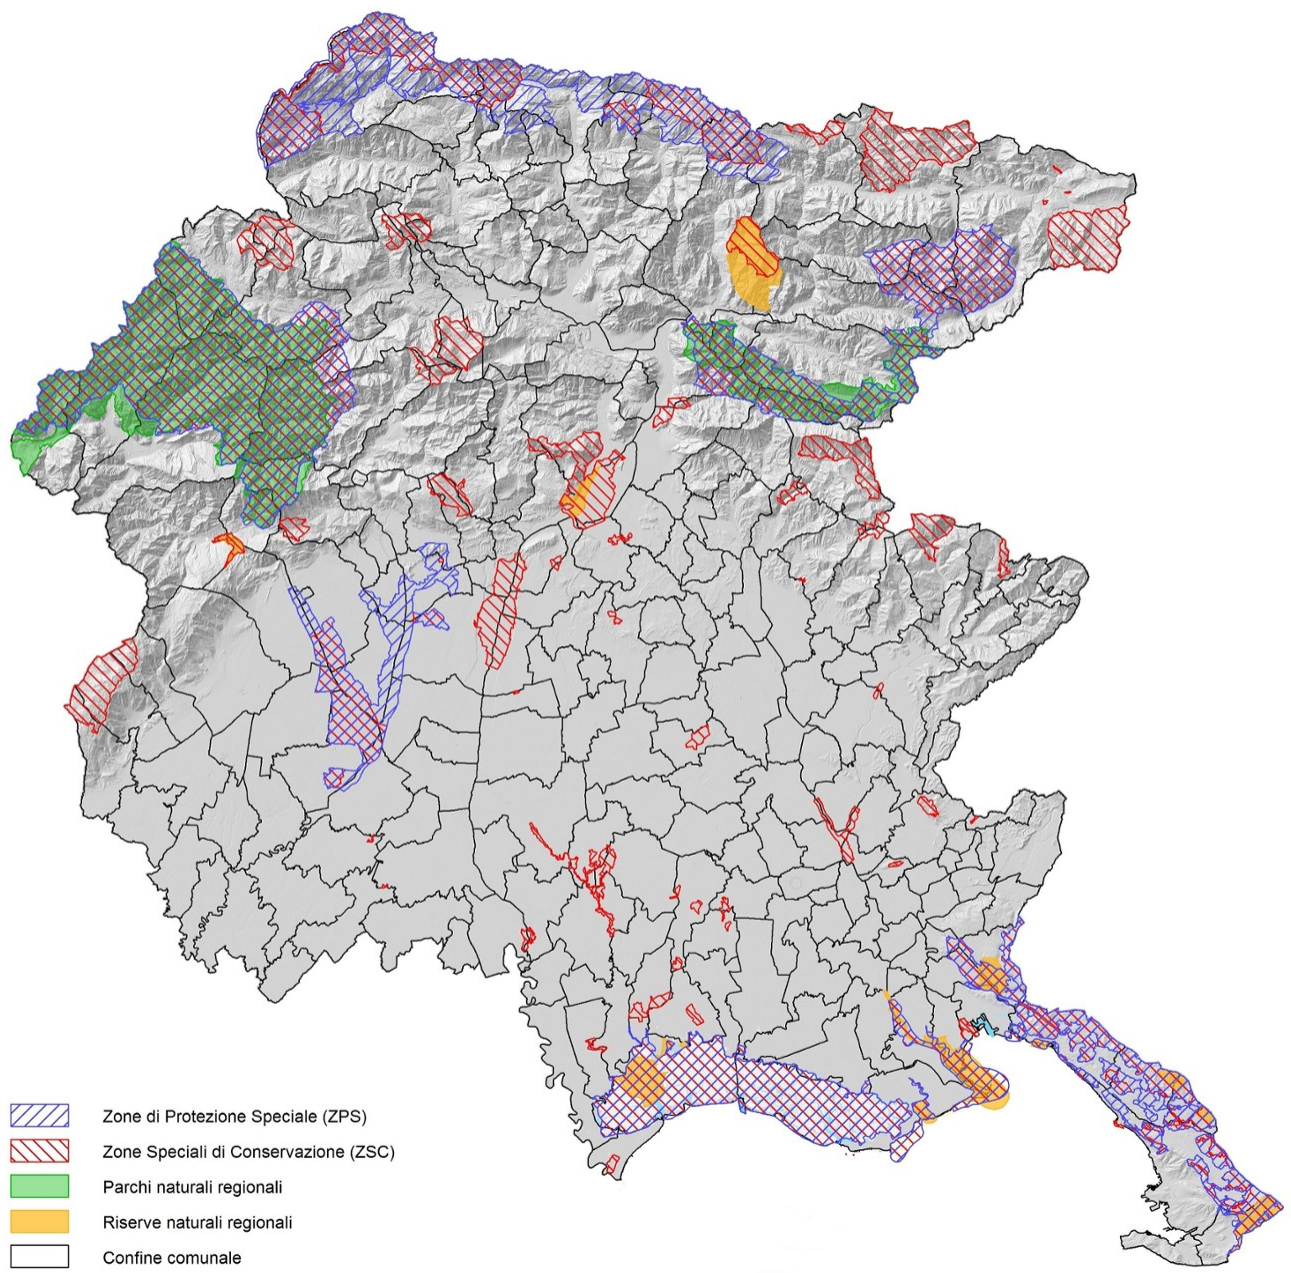 Zone di Protezione Speciale (ZPS)
Zone Speciali di Conservazione (ZSC)
Parchi naturali regionali
Riserve naturali regionali
Confine comunale